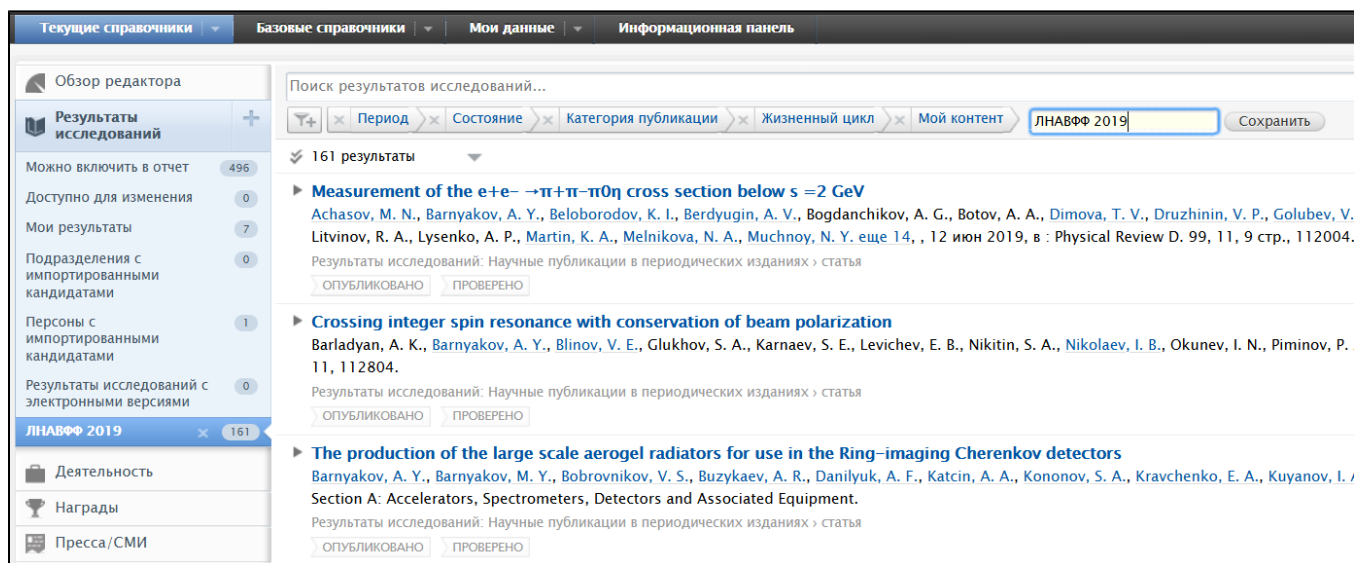 Текущие справочники
Базовые справочники
Мои данные
Информационная панель
Обзор редактора
Результаты исследований
Можно включить в отчет 496
Доступно для изменения 0
Мои результаты 7
Подразделения с импортированными кандидатами 0
Персоны с импортированными кандидатами 1
Результаты исследований с электронными версиями 0
ЛНАВФФ 2019 × 161
Деятельность
Награды
Пресса/СМИ
Поиск результатов исследований...
× Период × Состояние × Категория публикации × Жизненный цикл × Мой контент ЛНАВФФ 2019 Сохранить
161 результаты
Measurement of the e+e− →π+π−π0η cross section below s =2 GeV
Achasov, M. N., Barnyakov, A. Y., Beloborodov, K. I., Berdyugin, A. V., Bogdanchikov, A. G., Botov, A. A., Dimova, T. V., Druzhinin, V. P., Golubev, V.
Litvinov, R. A., Lysenko, A. P., Martin, K. A., Melnikova, N. A., Muchnoy, N. Y. еще 14, , 12 июн 2019, в : Physical Review D. 99, 11, 9 стр., 112004.
Результаты исследований: Научные публикации в периодических изданиях › статья
ОПУБЛИКОВАНО ПРОВЕРЕНО
Crossing integer spin resonance with conservation of beam polarization
Barladyan, A. K., Barnyakov, A. Y., Blinov, V. E., Glukhov, S. A., Karnaev, S. E., Levichev, E. B., Nikitin, S. A., Nikolaev, I. B., Okunev, I. N., Piminov, P.
11, 112804.
Результаты исследований: Научные публикации в периодических изданиях › статья
ОПУБЛИКОВАНО ПРОВЕРЕНО
The production of the large scale aerogel radiators for use in the Ring-imaging Cherenkov detectors
Barnyakov, A. Y., Barnyakov, M. Y., Bobrovnikov, V. S., Buzykaev, A. R., Danilyuk, A. F., Katcin, A. A., Kononov, S. A., Kravchenko, E. A., Kuyanov, I. A
Section A: Accelerators, Spectrometers, Detectors and Associated Equipment.
Результаты исследований: Научные публикации в периодических изданиях › статья
ОПУБЛИКОВАНО ПРОВЕРЕНО